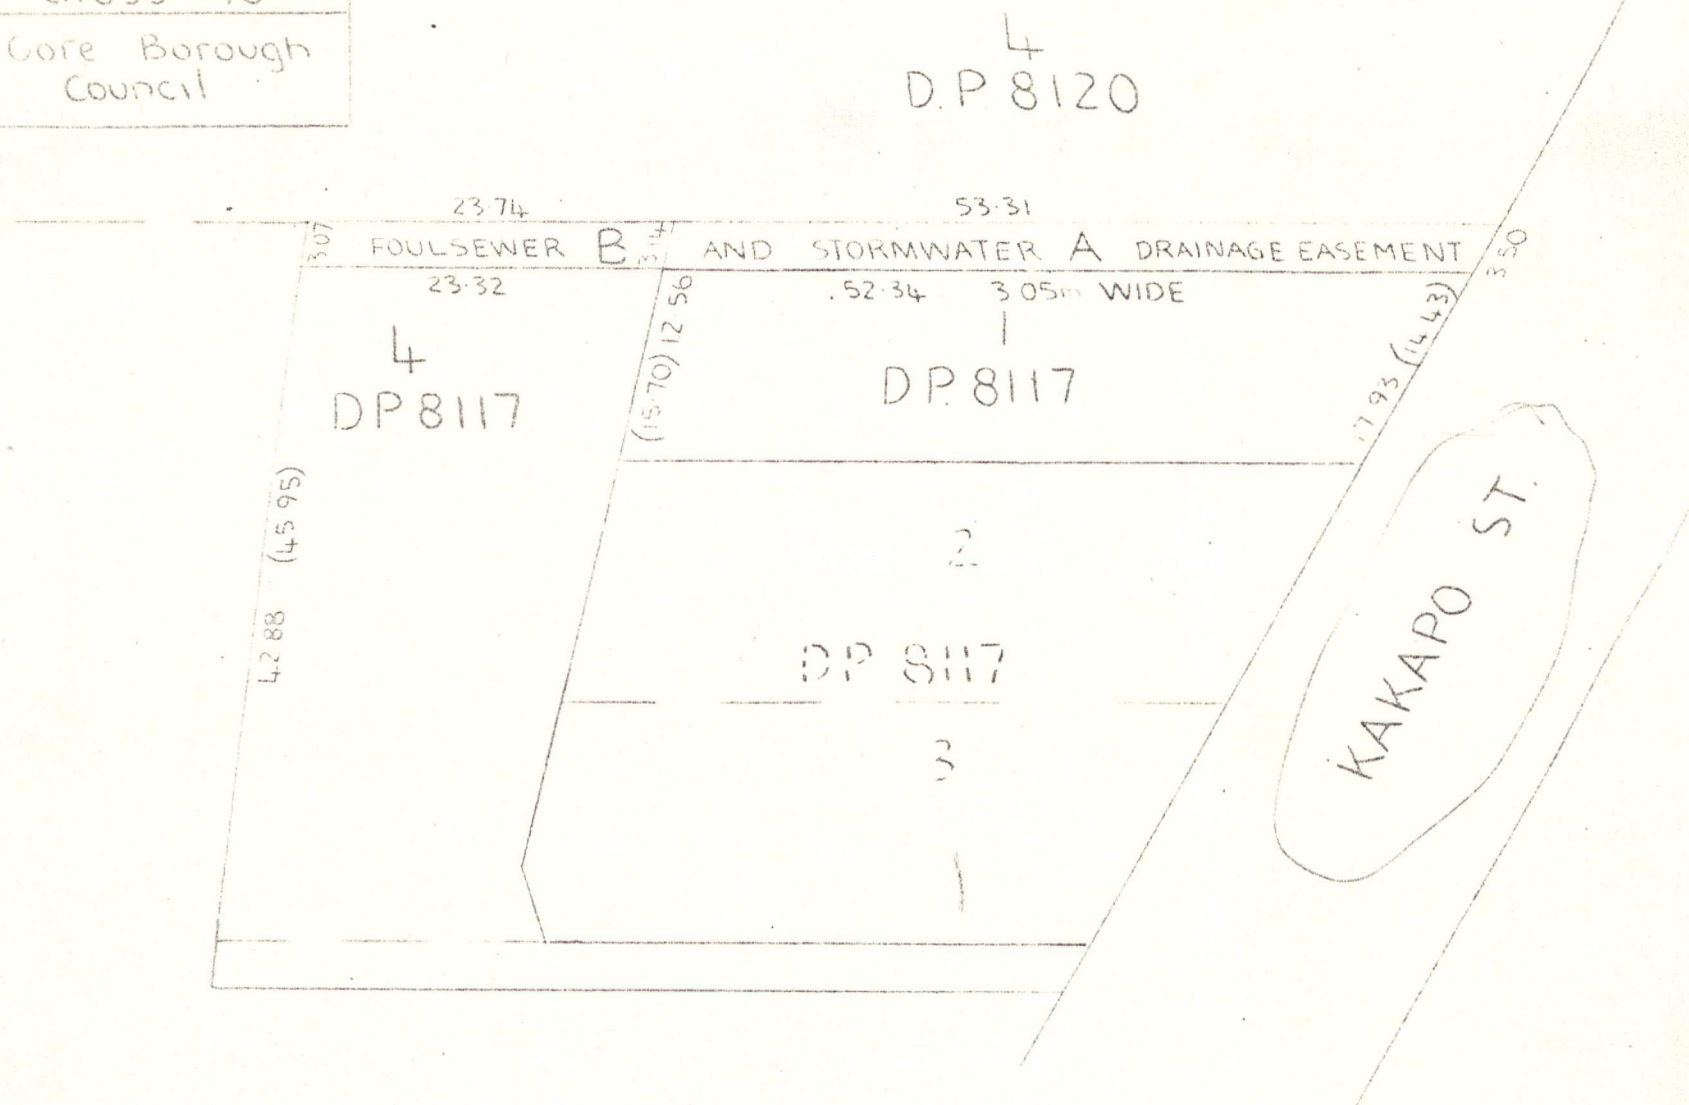 Gore Borough
Council
4
D.P 8120
23.74
53.31
3.07
FOULSEWER B
3.14
AND STORMWATER A DRAINAGE EASEMENT
3.50
23.32
52.34 3.05m WIDE
4
DP 8117
(15.70) 12.56
1
DP. 8117
17.93 (14.43)
42.88 (45.95)
2
DP 8117
3
KAKAPO ST.